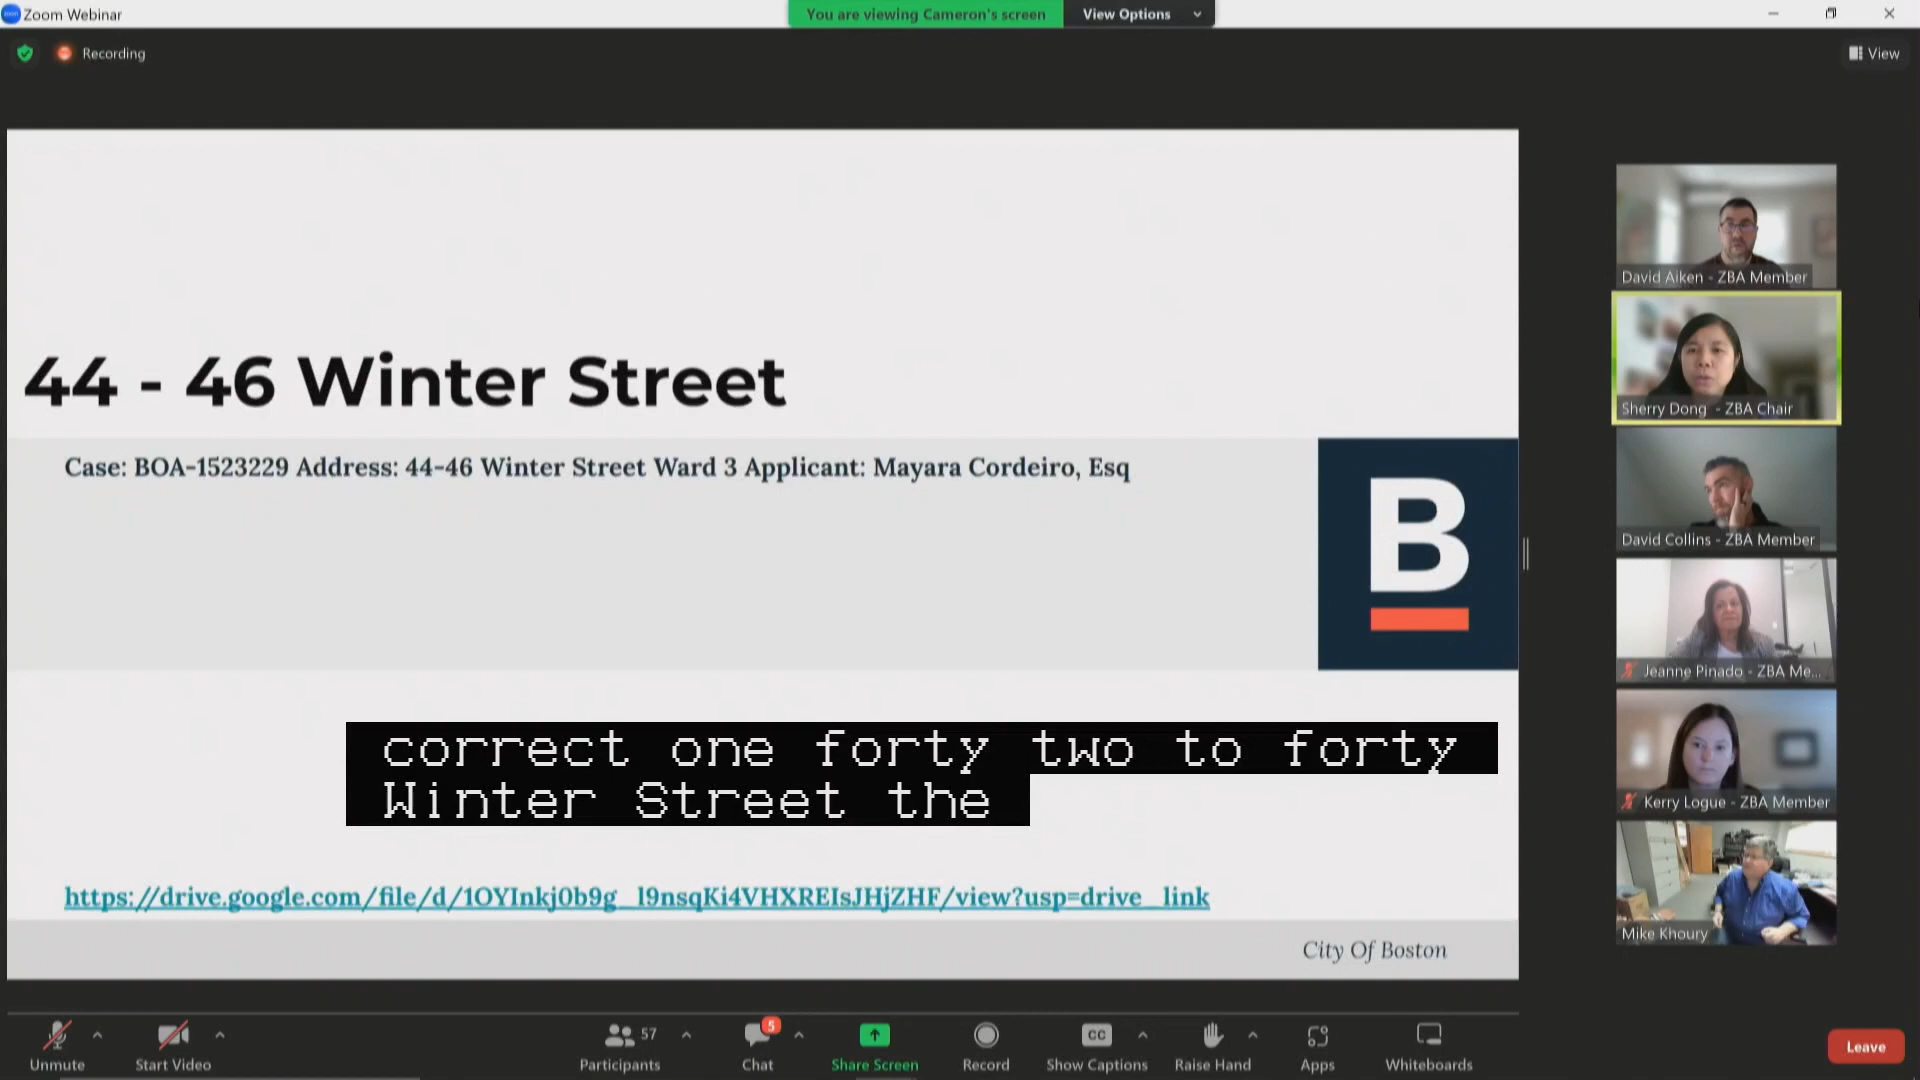 Zoom Webinar
You are viewing Cameron's screen
View Options
Recording
View
44 - 46 Winter Street
Case: BOA-1523229 Address: 44-46 Winter Street Ward 3 Applicant: Mayara Cordeiro, Esq
B
correct one forty two to forty
Winter Street the
https://drive.google.com/file/d/1OYInkj0b9g_l9nsqKi4VHXREIsJHjZHF/view?usp=drive_link
City Of Boston
David Aiken - ZBA Member
Sherry Dong - ZBA Chair
David Collins - ZBA Member
Jeanne Pinado - ZBA Me...
Kerry Logue - ZBA Member
Mike Khoury
Unmute
Start Video
57
Participants
5
Chat
Share Screen
Record
CC
Show Captions
Raise Hand
Apps
Whiteboards
Leave